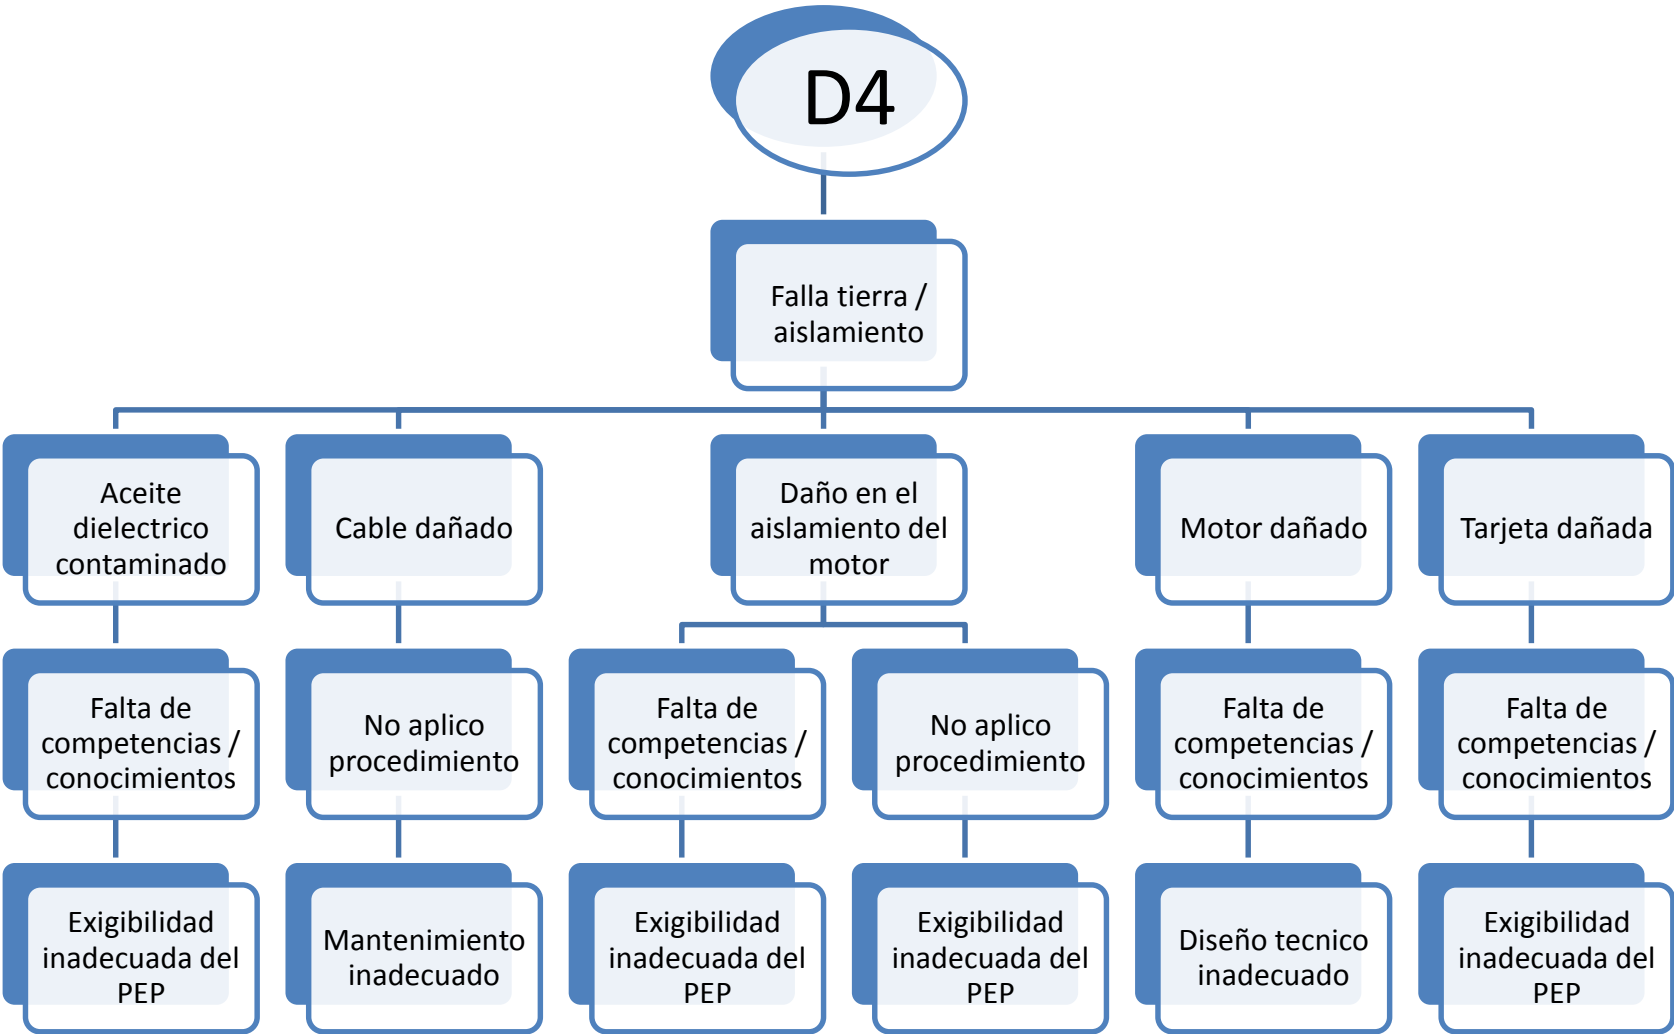 D4
Falla tierra /
aislamiento
Aceite
dielectrico
contaminado
Cable dañado
Daño en el
aislamiento del
motor
Motor dañado
Tarjeta dañada
Falta de
competencias /
conocimientos
No aplico
procedimiento
Falta de
competencias /
conocimientos
No aplico
procedimiento
Falta de
competencias /
conocimientos
Falta de
competencias /
conocimientos
Exigibilidad
inadecuada del
PEP
Mantenimiento
inadecuado
Exigibilidad
inadecuada del
PEP
Exigibilidad
inadecuada del
PEP
Diseño tecnico
inadecuado
Exigibilidad
inadecuada del
PEP